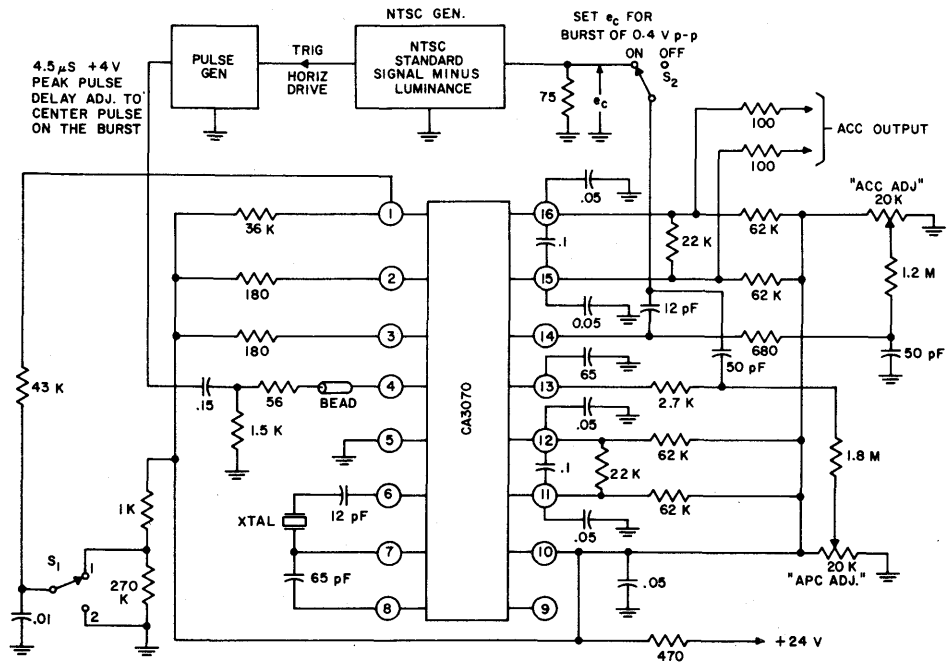 NTSC GEN.
SET e_c FOR
BURST OF 0.4 V p-p
ON OFF
S2
4.5 μS +4V
PEAK PULSE
DELAY ADJ. TO
CENTER PULSE
ON THE BURST
PULSE
GEN
TRIG
HORIZ
DRIVE
NTSC
STANDARD
SIGNAL MINUS
LUMINANCE
75
e_c
100
100
ACC OUTPUT
"ACC ADJ"
20 K
.05
1
36 K
16
62 K
.1
22 K
1.2 M
2
180
15
62 K
0.05
12 pF
3
180
14
680
50 pF
50 pF
43 K
65
4
.15
56
BEAD
13
2.7 K
1.5 K
CA3070
.05
5
12
62 K
.1
22 K
1.8 M
1K
6
12 pF
11
62 K
XTAL
.05
S1
1
7
10
20 K
"APC ADJ."
270
K
65 pF
.05
.01
2
8
9
470
+24 V